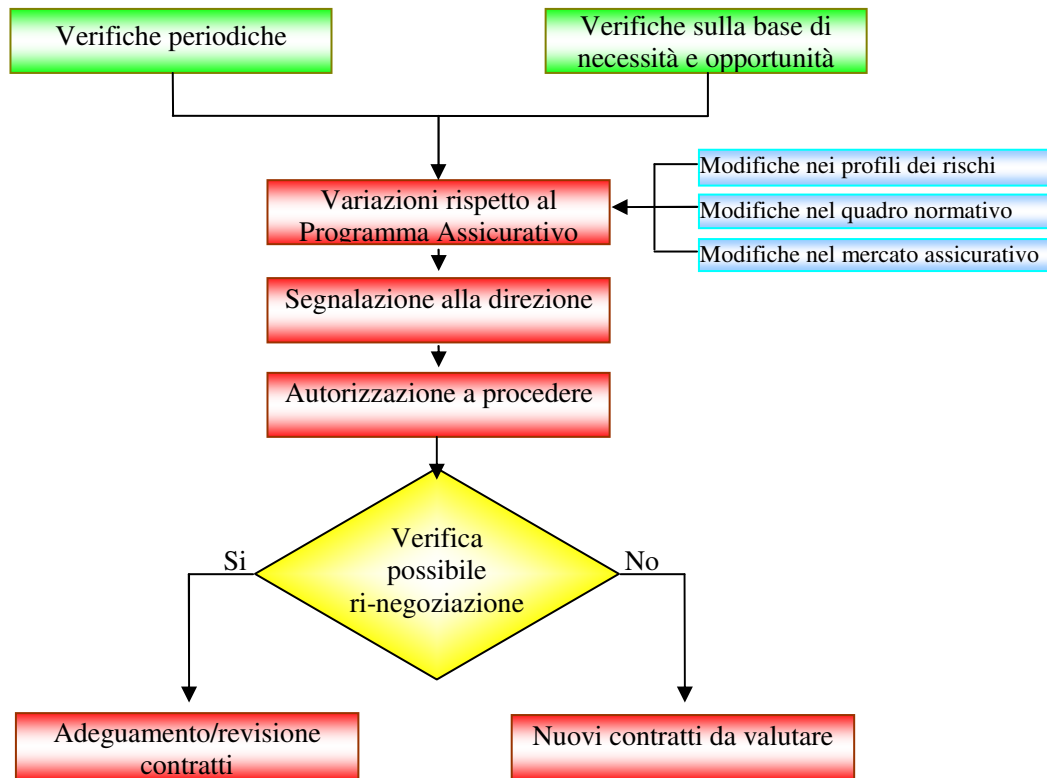 Verifiche periodiche
Verifiche sulla base di
necessità e opportunità
Variazioni rispetto al
Programma Assicurativo
Modifiche nei profili dei rischi
Modifiche nel quadro normativo
Modifiche nel mercato assicurativo
Segnalazione alla direzione
Autorizzazione a procedere
Verifica
possibile
ri-negoziazione
Si
No
Adeguamento/revisione
contratti
Nuovi contratti da valutare